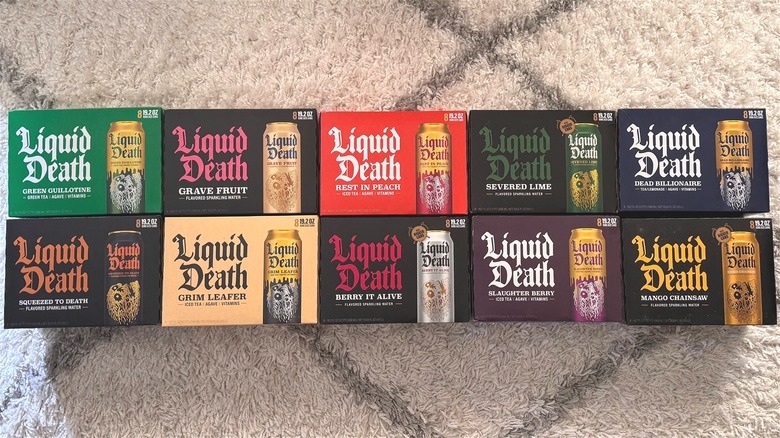 8 19.2 OZ
Liquid
Death
GREEN GUILLOTINE
GREEN TEA | AGAVE | VITAMINS
8 19.2 OZ
Liquid
Death
GRAVE FRUIT
FLAVORED SPARKLING WATER
8 19.2 OZ
Liquid
Death
REST IN PEACH
ICED TEA | AGAVE | VITAMINS
8 19.2 OZ
Liquid
Death
SEVERED LIME
FLAVORED SPARKLING WATER
8 19.2 OZ
Liquid
Death
DEAD BILLIONAIRE
TEA/LEMONADE | AGAVE | VITAMINS
8 19.2 OZ
Liquid
Death
SQUEEZED TO DEATH
FLAVORED SPARKLING WATER
8 19.2 OZ
Liquid
Death
GRIM LEAFER
ICED TEA | AGAVE | VITAMINS
8 19.2 OZ
Liquid
Death
BERRY IT ALIVE
FLAVORED SPARKLING WATER
8 19.2 OZ
Liquid
Death
SLAUGHTER BERRY
ICED TEA | AGAVE | VITAMINS
8 19.2 OZ
Liquid
Death
MANGO CHAINSAW
FLAVORED SPARKLING WATER